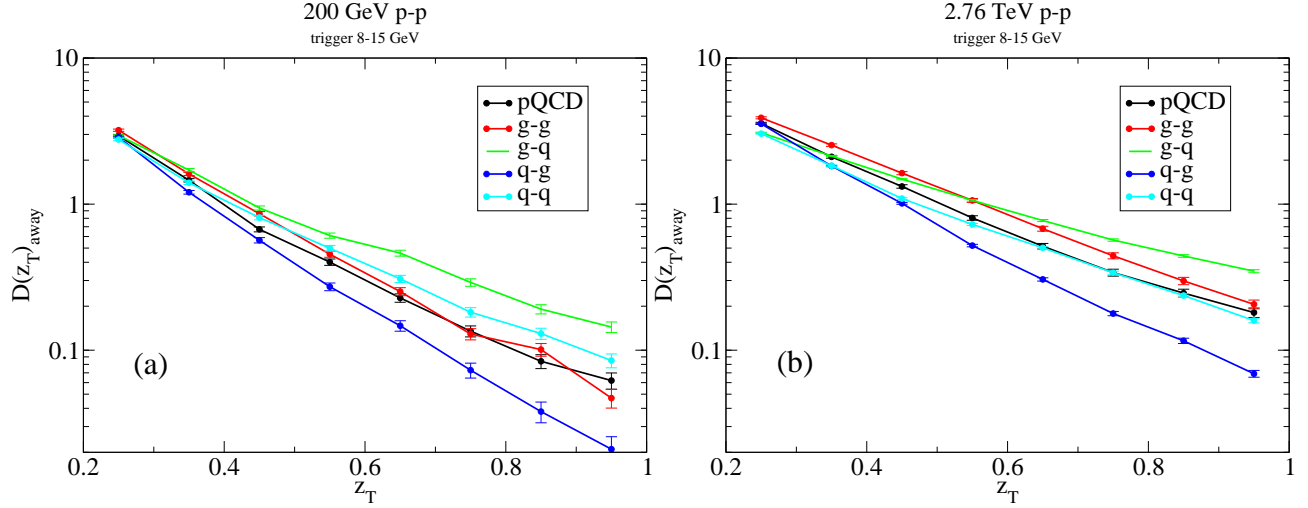 200 GeV p-p
trigger 8-15 GeV
10
1
0.1
D(z_T)_away
pQCD
g-g
g-q
q-g
q-q
(a)
0.2
0.4
0.6
0.8
1
z_T
2.76 TeV p-p
trigger 8-15 GeV
10
1
0.1
D(z_T)_away
pQCD
g-g
g-q
q-g
q-q
(b)
0.2
0.4
0.6
0.8
1
z_T